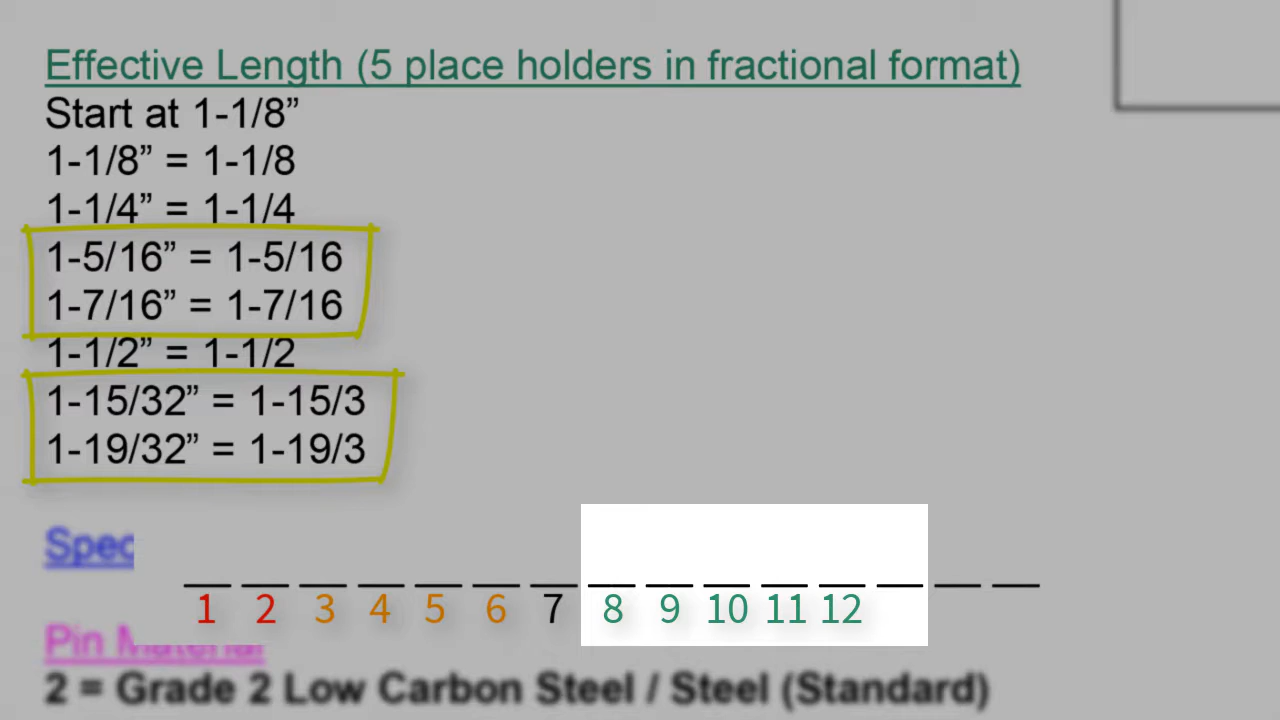 Effective Length (5 place holders in fractional format)
Start at 1-1/8”
1-1/8” = 1-1/8
1-1/4” = 1-1/4
1-5/16” = 1-5/16
1-7/16” = 1-7/16
1-1/2” = 1-1/2
1-15/32” = 1-15/3
1-19/32” = 1-19/3
Spec
1 2 3 4 5 6 7 8 9 10 11 12
Pin Material
2 = Grade 2 Low Carbon Steel / Steel (Standard)